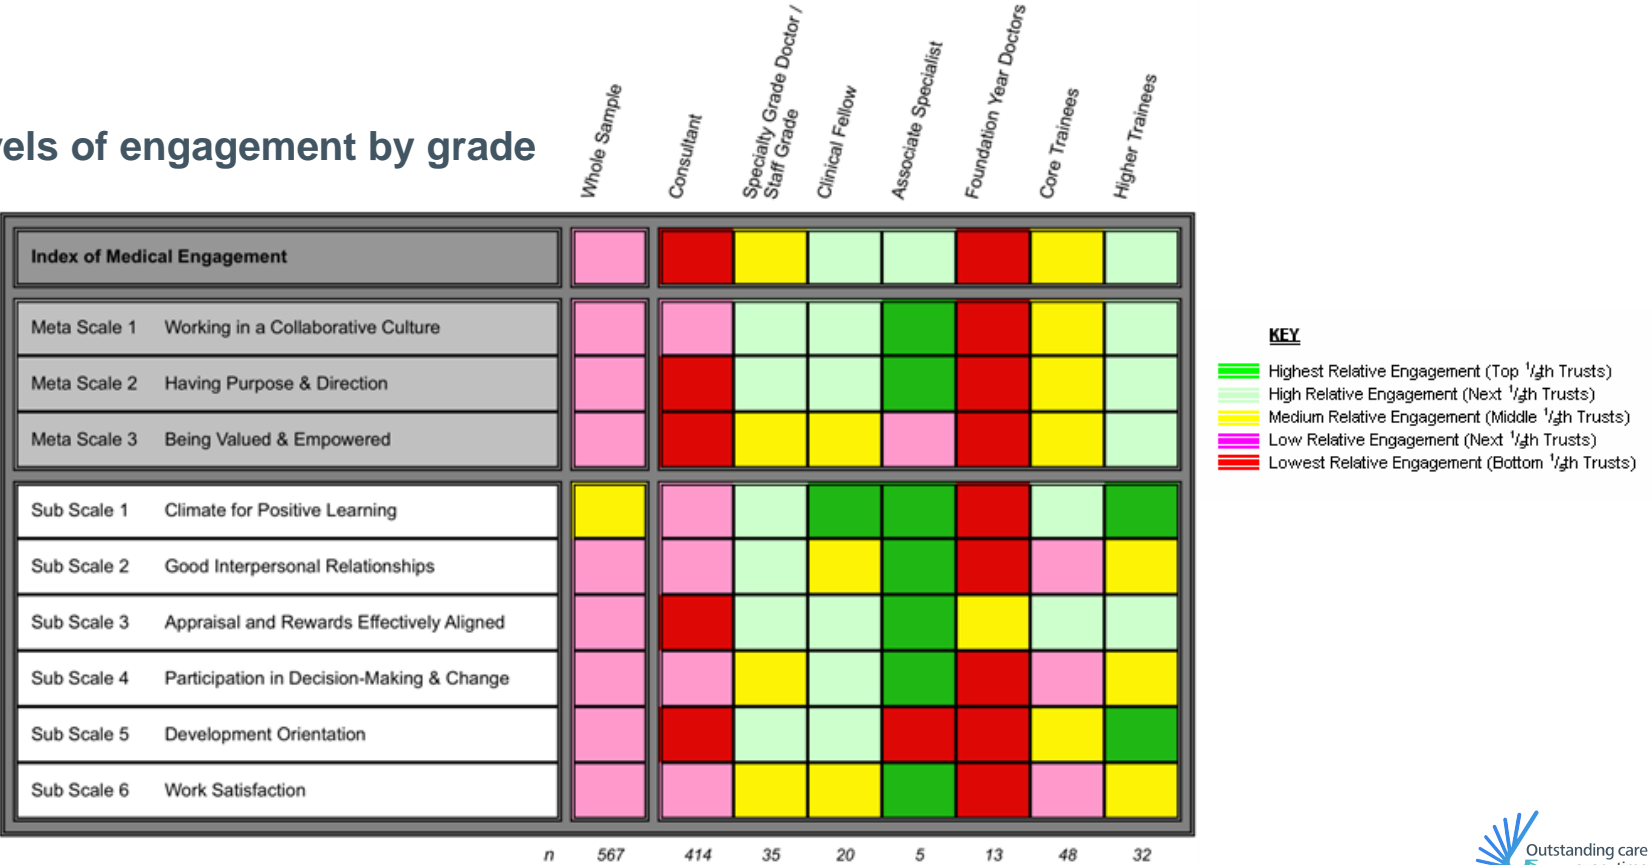 vels of engagement by grade
Whole Sample
Consultant
Specialty Grade Doctor /
Staff Grade
Clinical Fellow
Associate Specialist
Foundation Year Doctors
Core Trainees
Higher Trainees
Index of Medical Engagement
Meta Scale 1 Working in a Collaborative Culture
Meta Scale 2 Having Purpose & Direction
Meta Scale 3 Being Valued & Empowered
Sub Scale 1 Climate for Positive Learning
Sub Scale 2 Good Interpersonal Relationships
Sub Scale 3 Appraisal and Rewards Effectively Aligned
Sub Scale 4 Participation in Decision-Making & Change
Sub Scale 5 Development Orientation
Sub Scale 6 Work Satisfaction
n 567 414 35 20 5 13 48 32
KEY
Highest Relative Engagement (Top 1/5th Trusts)
High Relative Engagement (Next 1/5th Trusts)
Medium Relative Engagement (Middle 1/5th Trusts)
Low Relative Engagement (Next 1/5th Trusts)
Lowest Relative Engagement (Bottom 1/5th Trusts)
Outstanding care